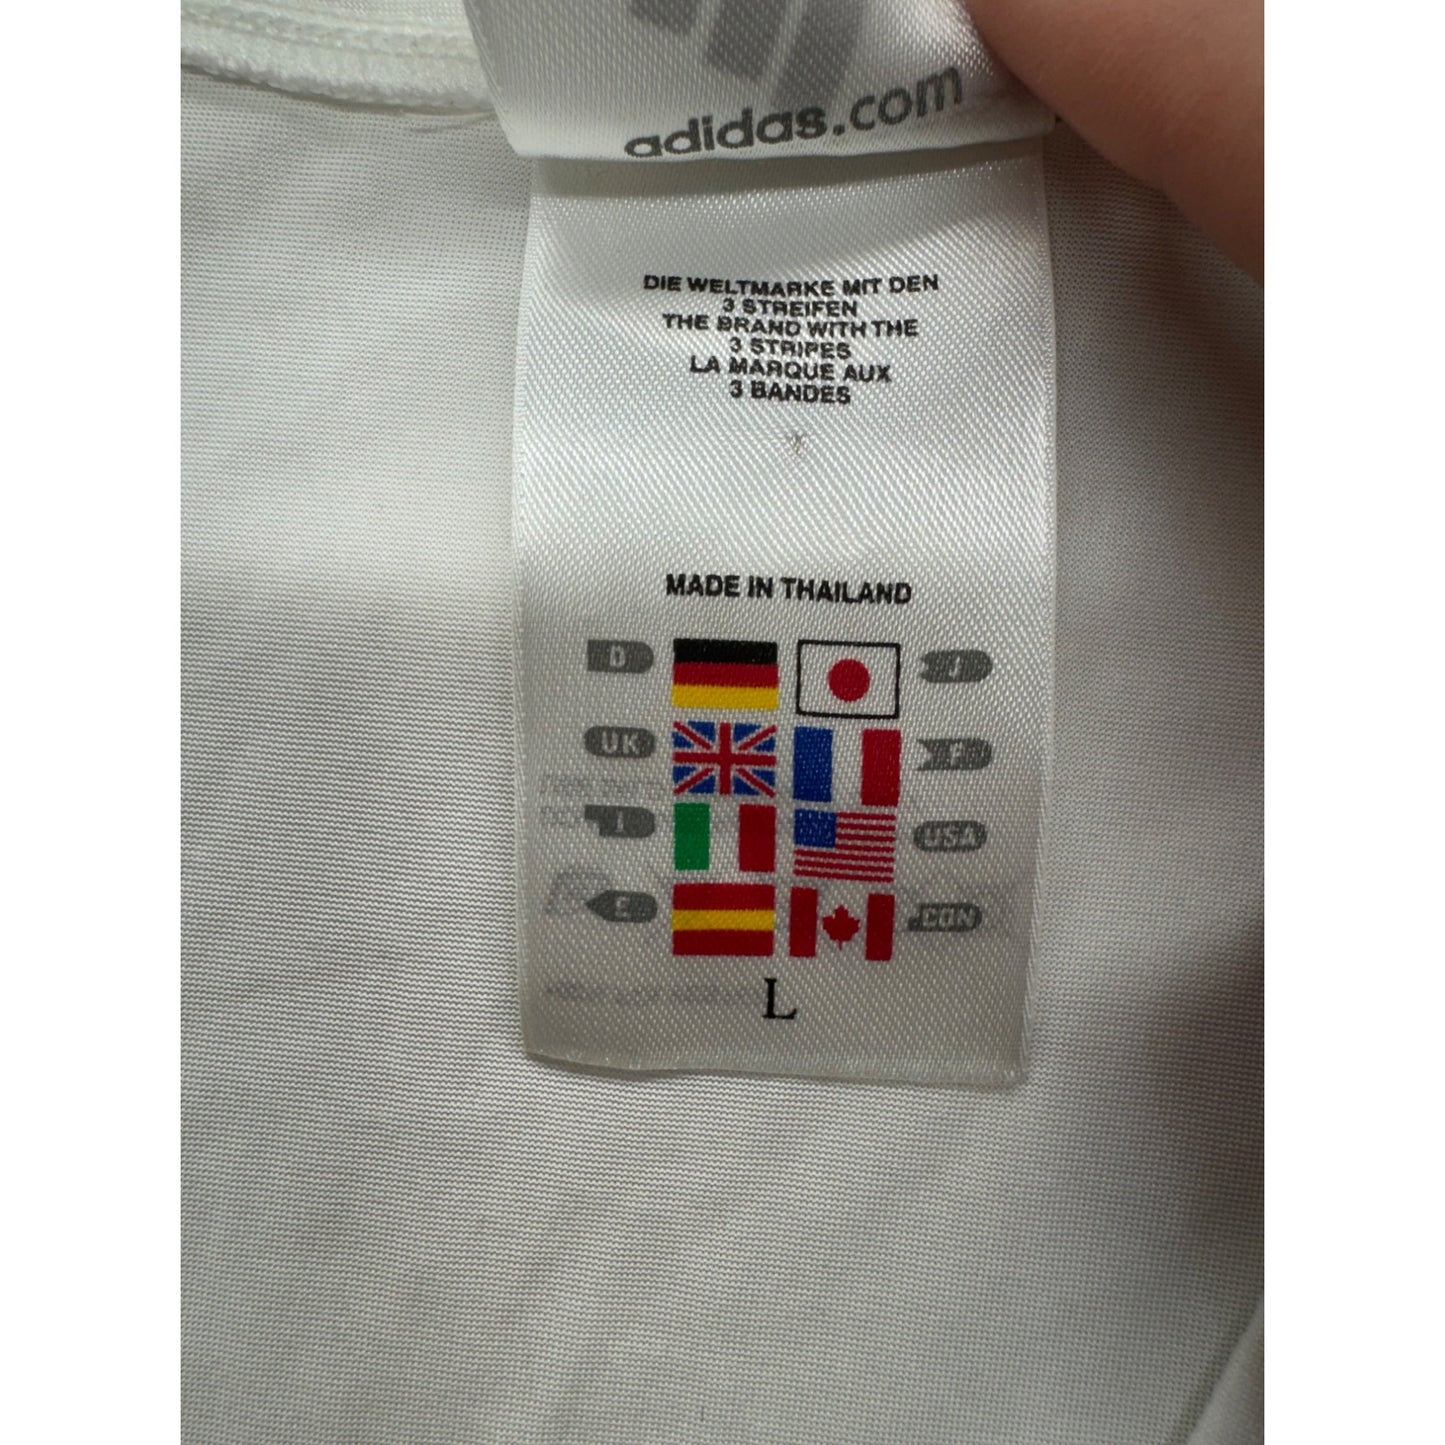 adidas.com
DIE WELTMARKE MIT DEN
3 STREIFEN
THE BRAND WITH THE
3 STRIPES
LA MARQUE AUX
3 BANDES
MADE IN THAILAND
D J
UK F
I USA
E CDN
L